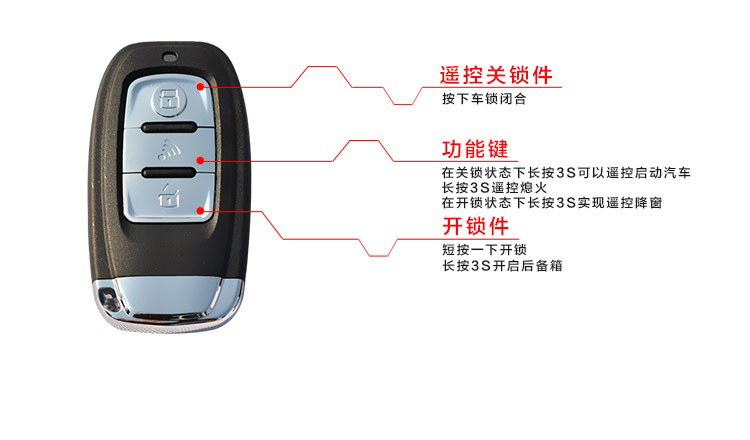 遥控关锁件
按下车锁闭合
功能键
在关锁状态下长按3S可以遥控启动汽车
长按3S遥控熄火
在开锁状态下长按3S实现遥控降窗
开锁件
短按一下开锁
长按3S开启后备箱